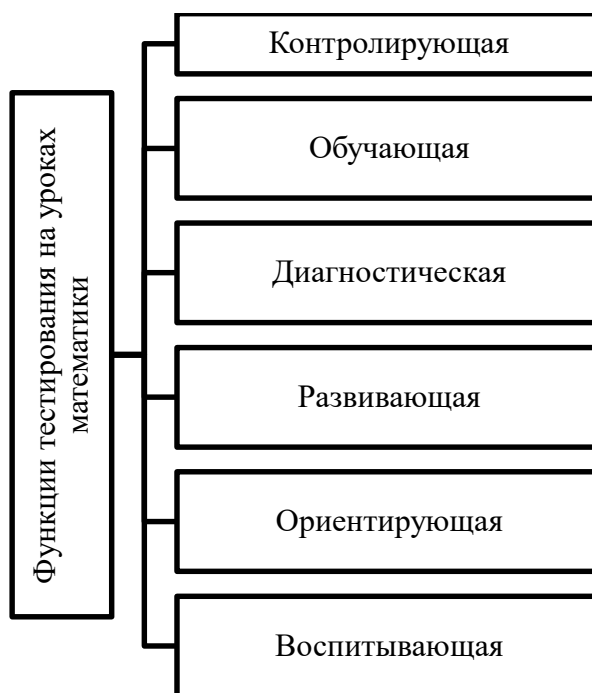 Функции тестирования на уроках
математики
Контролирующая
Обучающая
Диагностическая
Развивающая
Ориентирующая
Воспитывающая